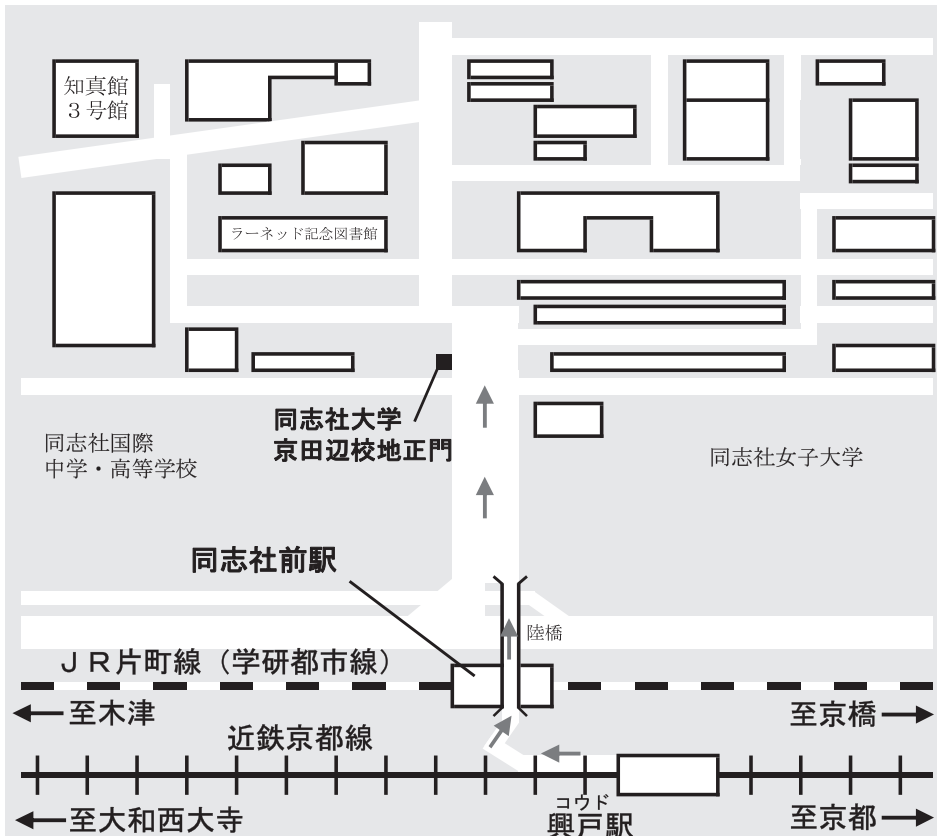 知真館
3号館
ラーネッド記念図書館
同志社大学
京田辺校地正門
同志社国際
中学・高等学校
同志社女子大学
同志社前駅
陸橋
JR片町線（学研都市線）
至木津
至京橋
近鉄京都線
至大和西大寺
コウド
興戸駅
至京都